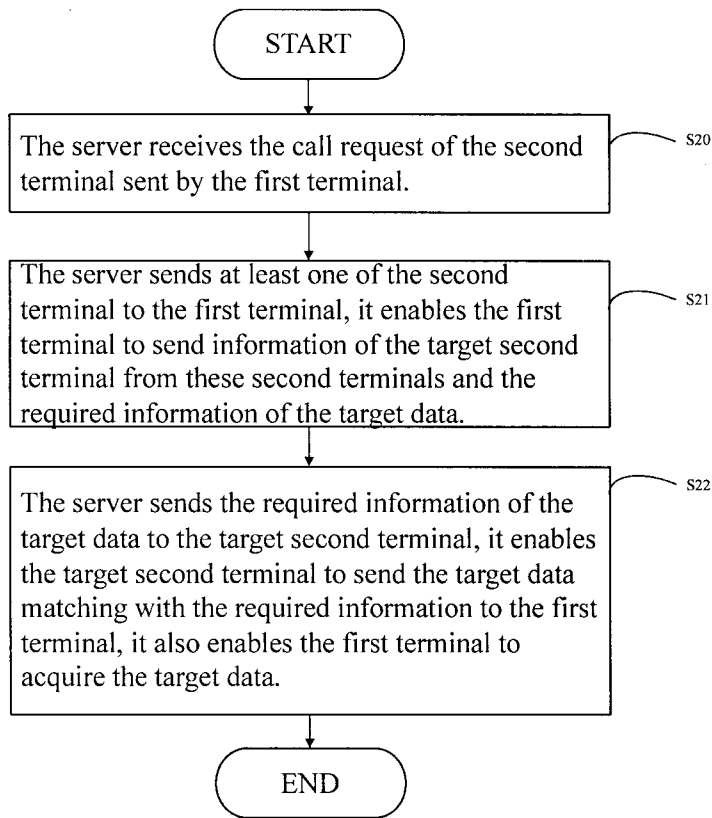 START
The server receives the call request of the second
terminal sent by the first terminal.
S20
The server sends at least one of the second
terminal to the first terminal, it enables the first
terminal to send information of the target second
terminal from these second terminals and the
required information of the target data.
S21
The server sends the required information of the
target data to the target second terminal, it enables
the target second terminal to send the target data
matching with the required information to the first
terminal, it also enables the first terminal to
acquire the target data.
S22
END